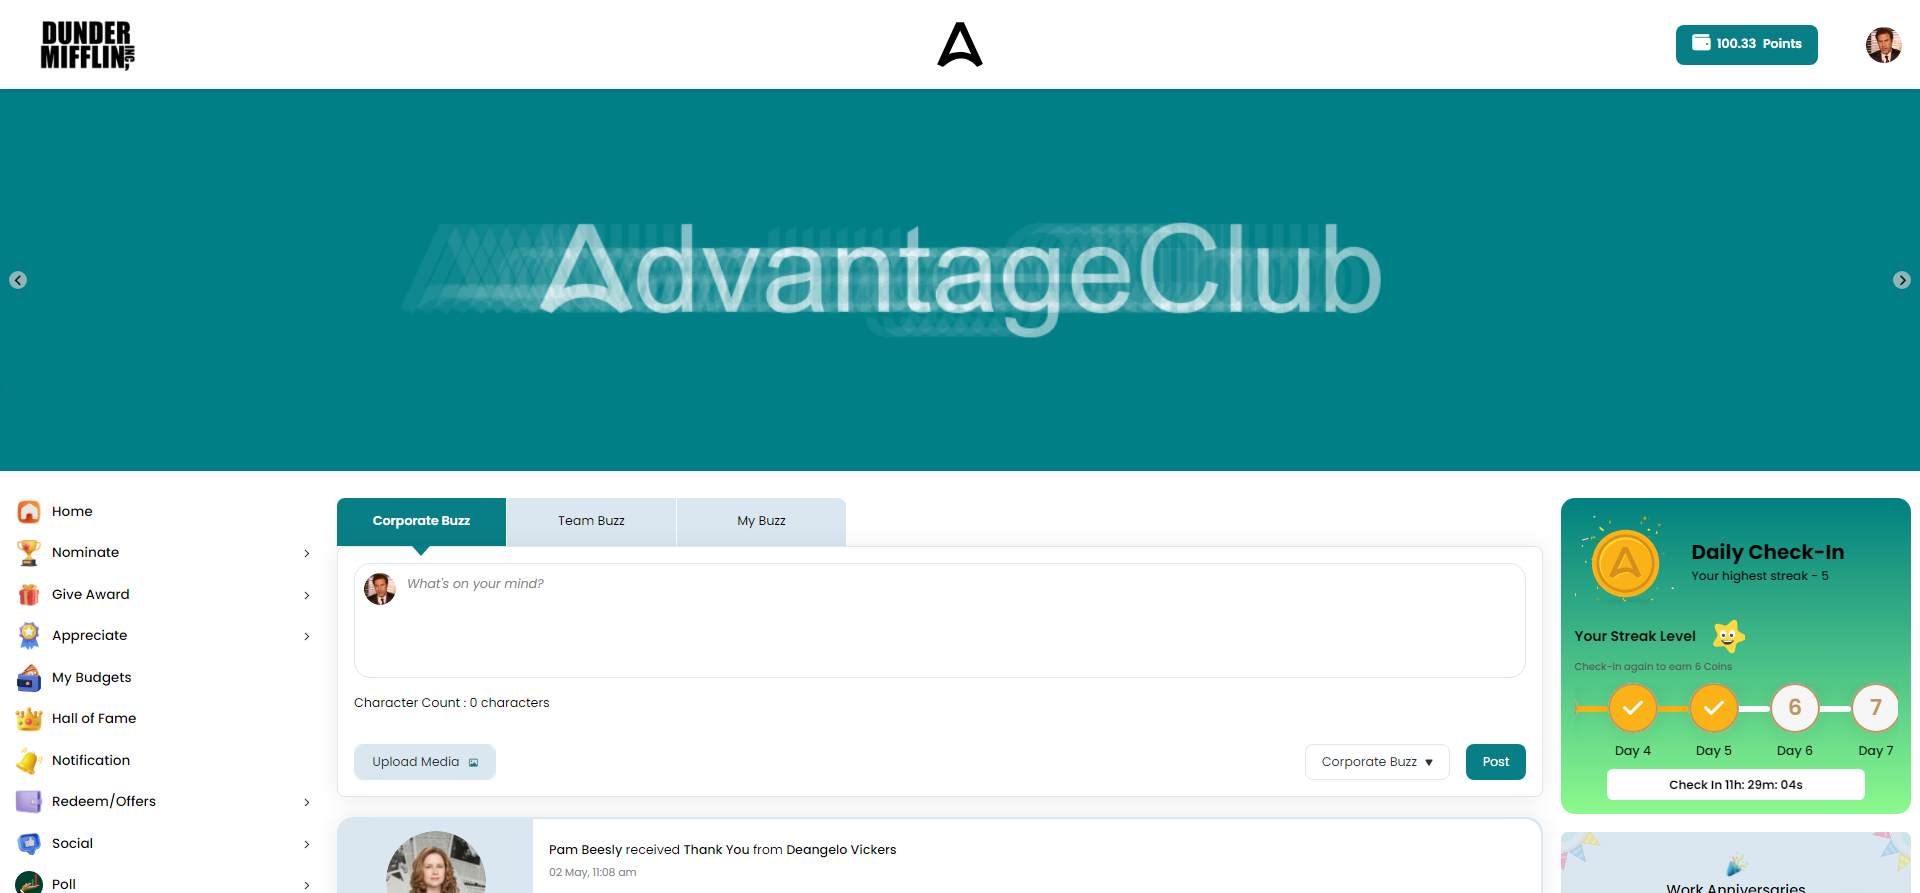 DUNDER
MIFFLIN INC,
100.33 Points
AdvantageClub
Home
Nominate
Give Award
Appreciate
My Budgets
Hall of Fame
Notification
Redeem/Offers
Social
Poll
Corporate Buzz
Team Buzz
My Buzz
What's on your mind?
Character Count : 0 characters
Upload Media
Corporate Buzz
Post
Pam Beesly received Thank You from Deangelo Vickers
02 May, 11:08 am
Daily Check-In
Your highest streak - 5
Your Streak Level
Check-in again to earn 6 Coins
6
7
Day 4
Day 5
Day 6
Day 7
Check In 11h: 29m: 04s
Work Anniversaries